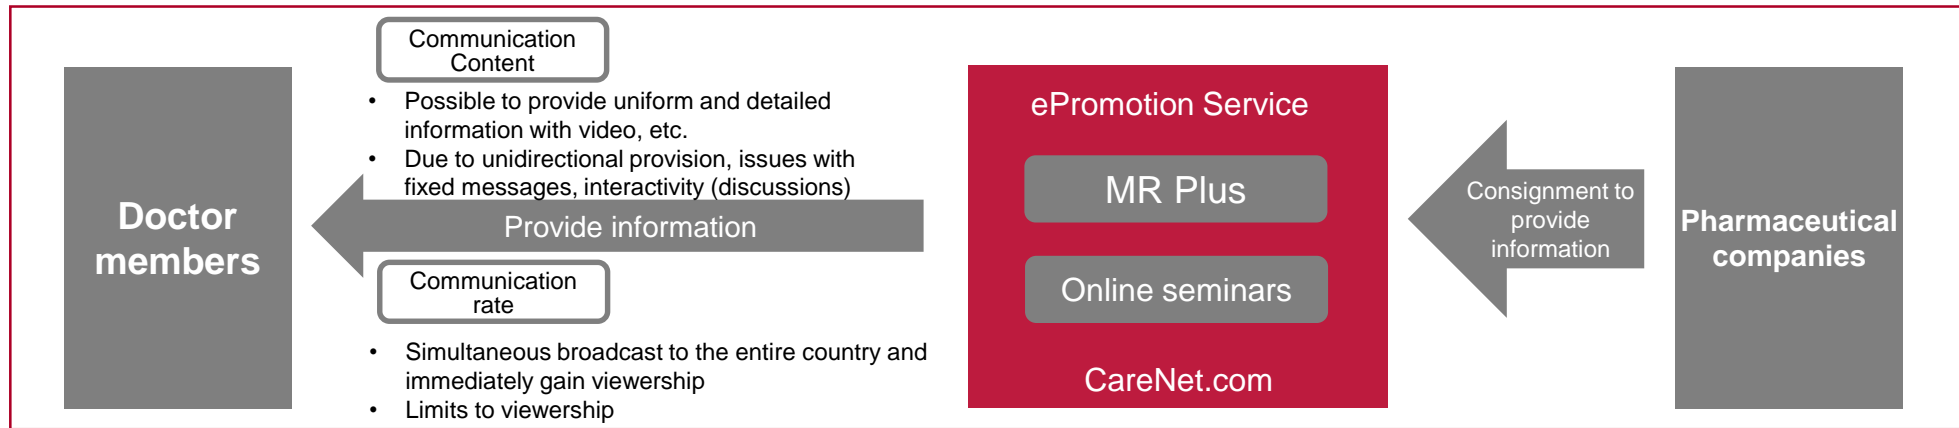 Doctor
members
Communication
Content
• Possible to provide uniform and detailed
information with video, etc.
• Due to unidirectional provision, issues with
fixed messages, interactivity (discussions)
Provide information
Communication
rate
• Simultaneous broadcast to the entire country and
immediately gain viewership
• Limits to viewership
ePromotion Service
MR Plus
Online seminars
CareNet.com
Consignment to
provide
information
Pharmaceutical
companies